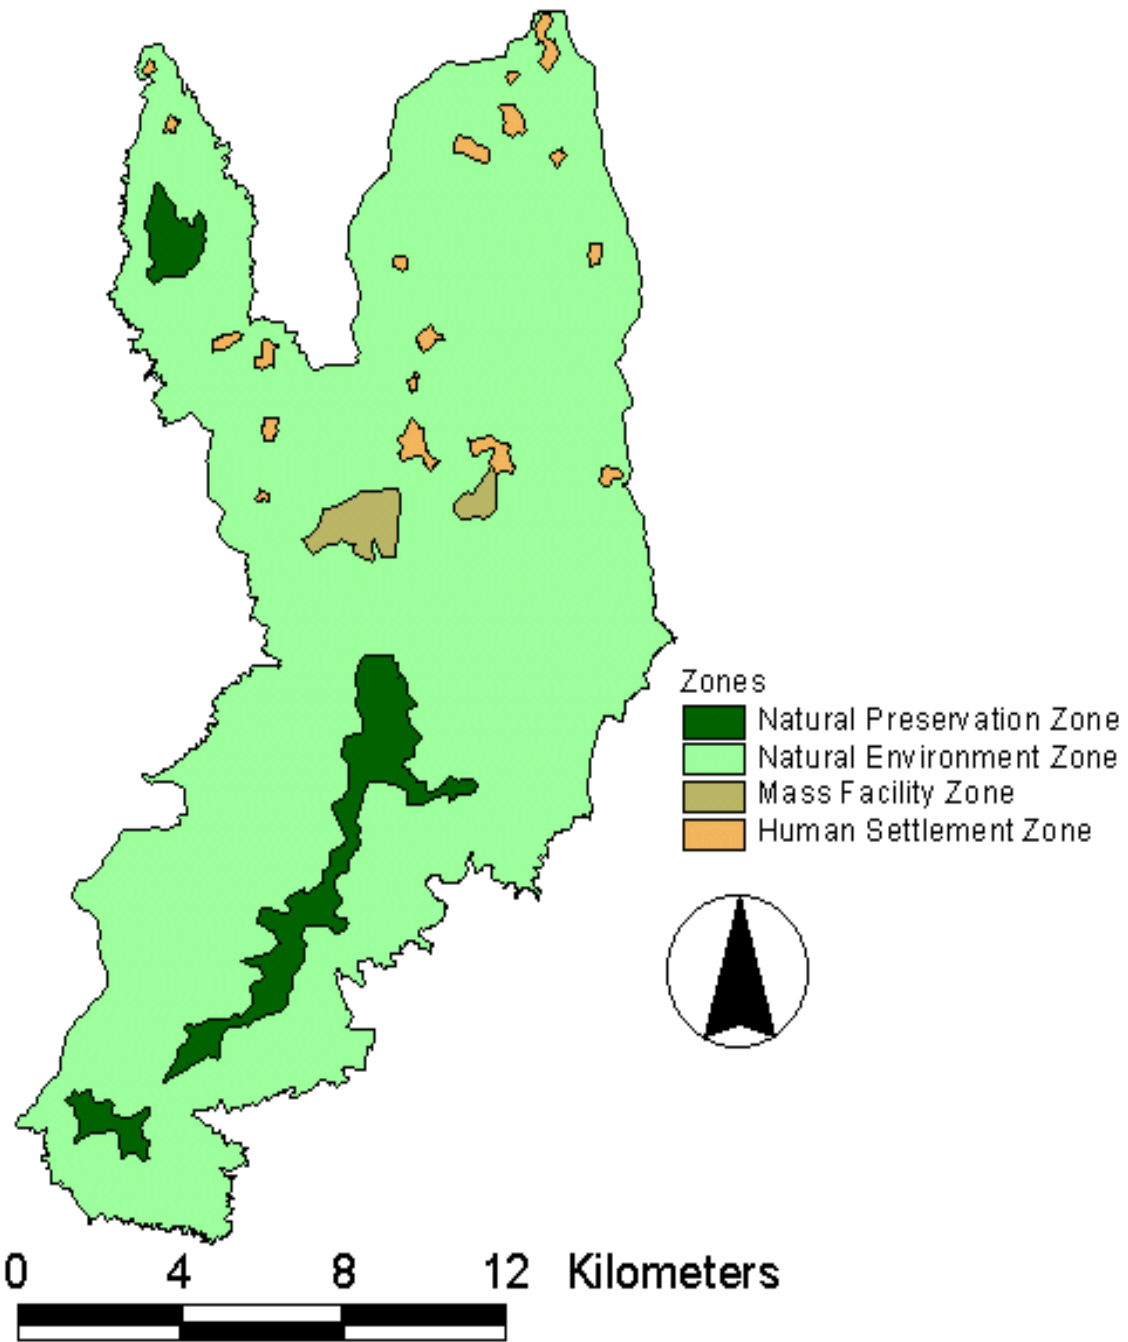 Zones
Natural Preservation Zone
Natural Environment Zone
Mass Facility Zone
Human Settlement Zone
0 4 8 12 Kilometers